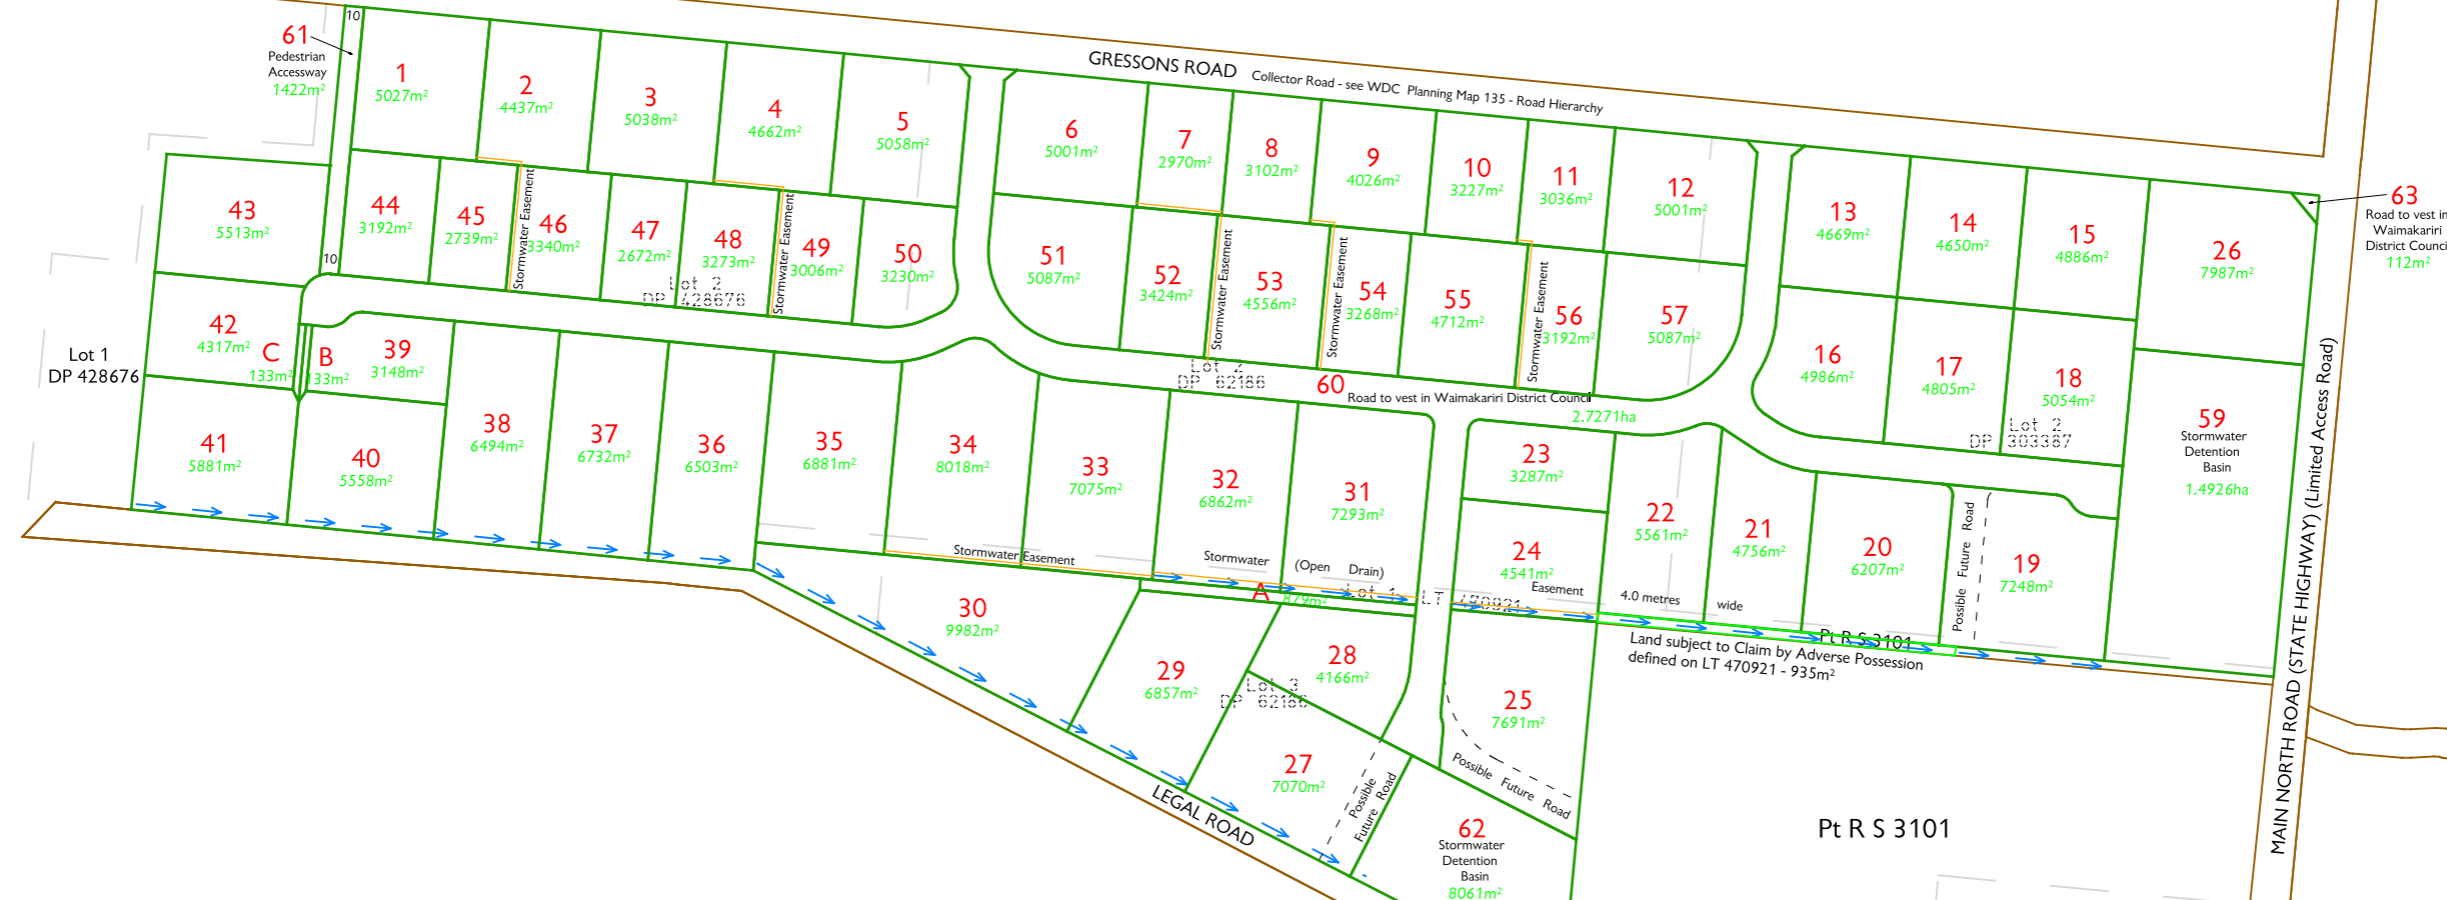 10
61
Pedestrian
Accessway
1422m²
1
5027m²
2
4437m²
3
5038m²
4
4662m²
5
5058m²
GRESSONS ROAD
Collector Road - see WDC Planning Map 135 - Road Hierarchy
6
5001m²
7
2970m²
8
3102m²
9
4026m²
10
3227m²
11
3036m²
12
5001m²
13
4669m²
14
4650m²
15
4886m²
26
7987m²
63
Road to vest in
Waimakariri
District Counci
112m²
43
5513m²
44
3192m²
45
2739m²
Stormwater Easement
46
3340m²
47
2672m²
48
3273m²
Stormwater Easement
49
3006m²
50
3230m²
Lot 2
DP 428676
10
51
5087m²
52
3424m²
Stormwater Easement
53
4556m²
Stormwater Easement
54
3268m²
55
4712m²
Stormwater Easement
56
3192m²
57
5087m²
16
4986m²
17
4805m²
18
5054m²
Lot 2
DP 303387
59
Stormwater
Detention
Basin
1.4926ha
Lot 1
DP 428676
42
4317m²
C
133m²
B
133m²
39
3148m²
Lot 2
DP 62186
60
Road to vest in Waimakariri District Council
2.7271ha
41
5881m²
40
5558m²
38
6494m²
37
6732m²
36
6503m²
35
6881m²
34
8018m²
33
7075m²
32
6862m²
31
7293m²
23
3287m²
24
4541m²
22
5561m²
21
4756m²
20
6207m²
Possible Future Road
19
7248m²
Stormwater Easement
Stormwater (Open Drain)
Easement 4.0 metres wide
A
879m²
Lot 1 LT 470921
Pt R S 3101
Land subject to Claim by Adverse Possession
defined on LT 470921 - 935m²
30
9982m²
29
6857m²
28
4166m²
Lot 3
DP 62186
27
7070m²
Possible
Future Road
25
7691m²
Possible Future Road
62
Stormwater
Detention
Basin
8061m²
LEGAL ROAD
Pt R S 3101
MAIN NORTH ROAD (STATE HIGHWAY) (Limited Access Road)